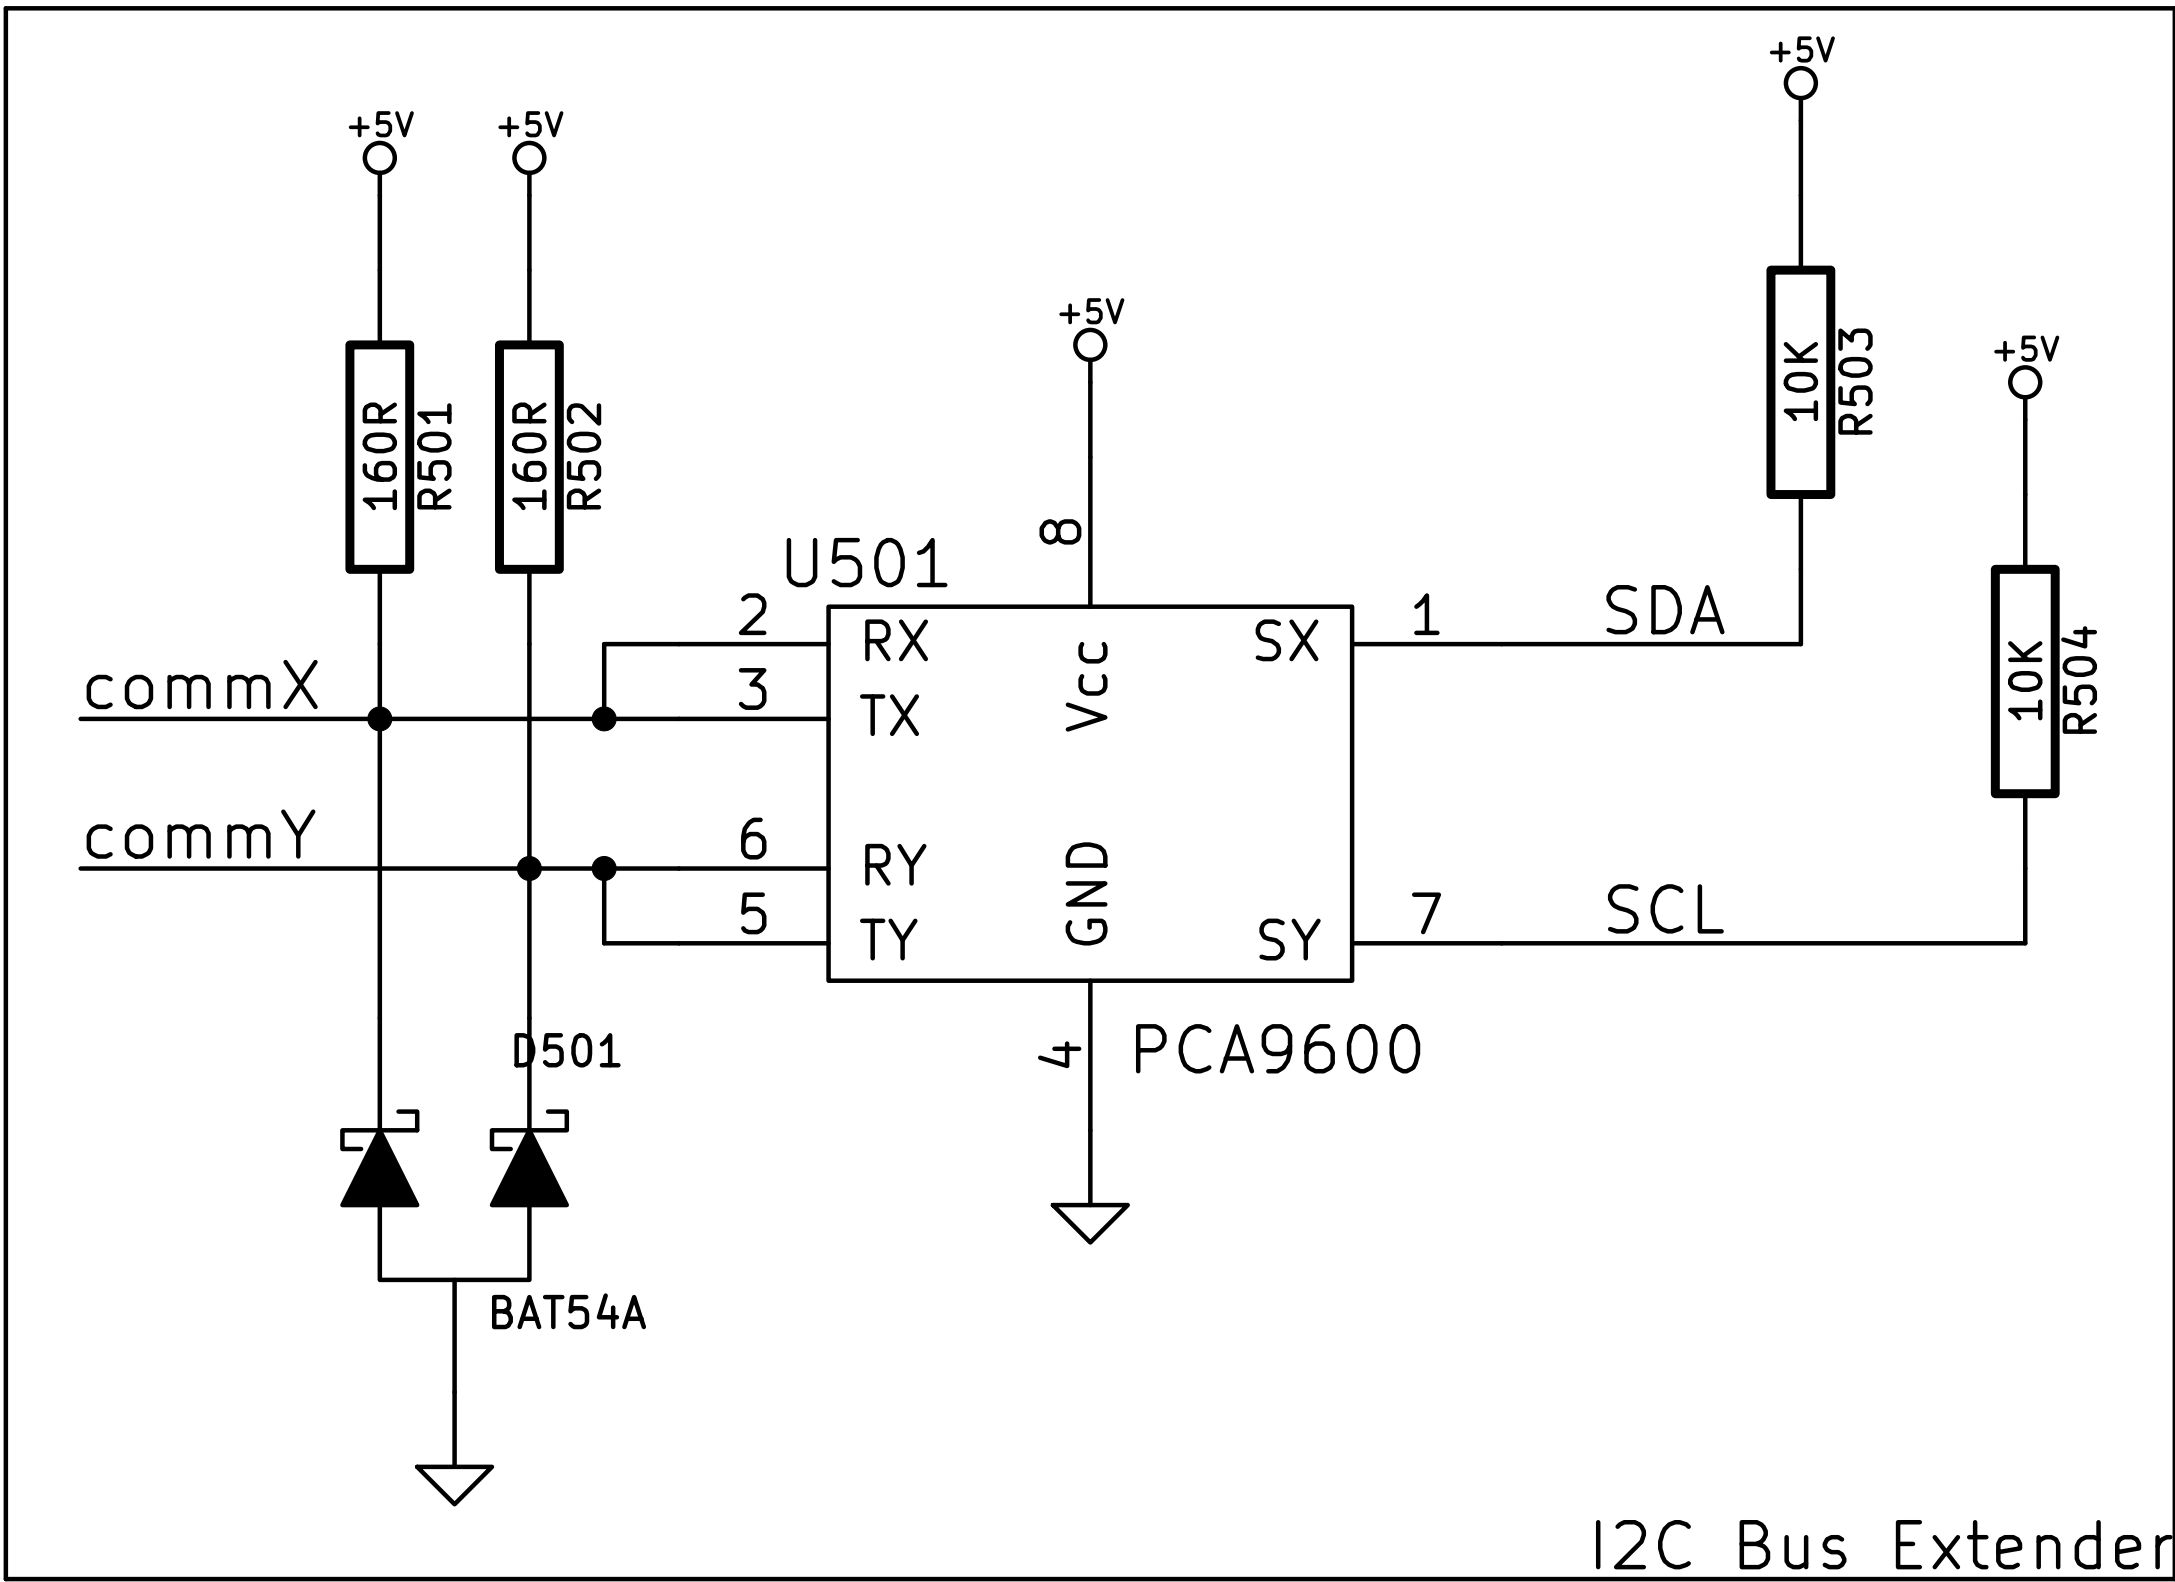 +5V
+5V
+5V
+5V
+5V
160R
R501
160R
R502
10K
R503
10K
R504
U501
8
2
RX
SX
1
SDA
commX
3
TX
Vcc
commY
6
RY
GND
5
TY
SY
7
SCL
D501
4
PCA9600
BAT54A
I2C Bus Extender